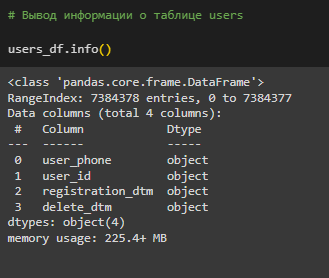 # Вывод информации о таблице users
users_df.info()
<class 'pandas.core.frame.DataFrame'>
RangeIndex: 7384378 entries, 0 to 7384377
Data columns (total 4 columns):
 #   Column            Dtype
---  ------            -----
 0   user_phone        object
 1   user_id           object
 2   registration_dtm  object
 3   delete_dtm        object
dtypes: object(4)
memory usage: 225.4+ MB